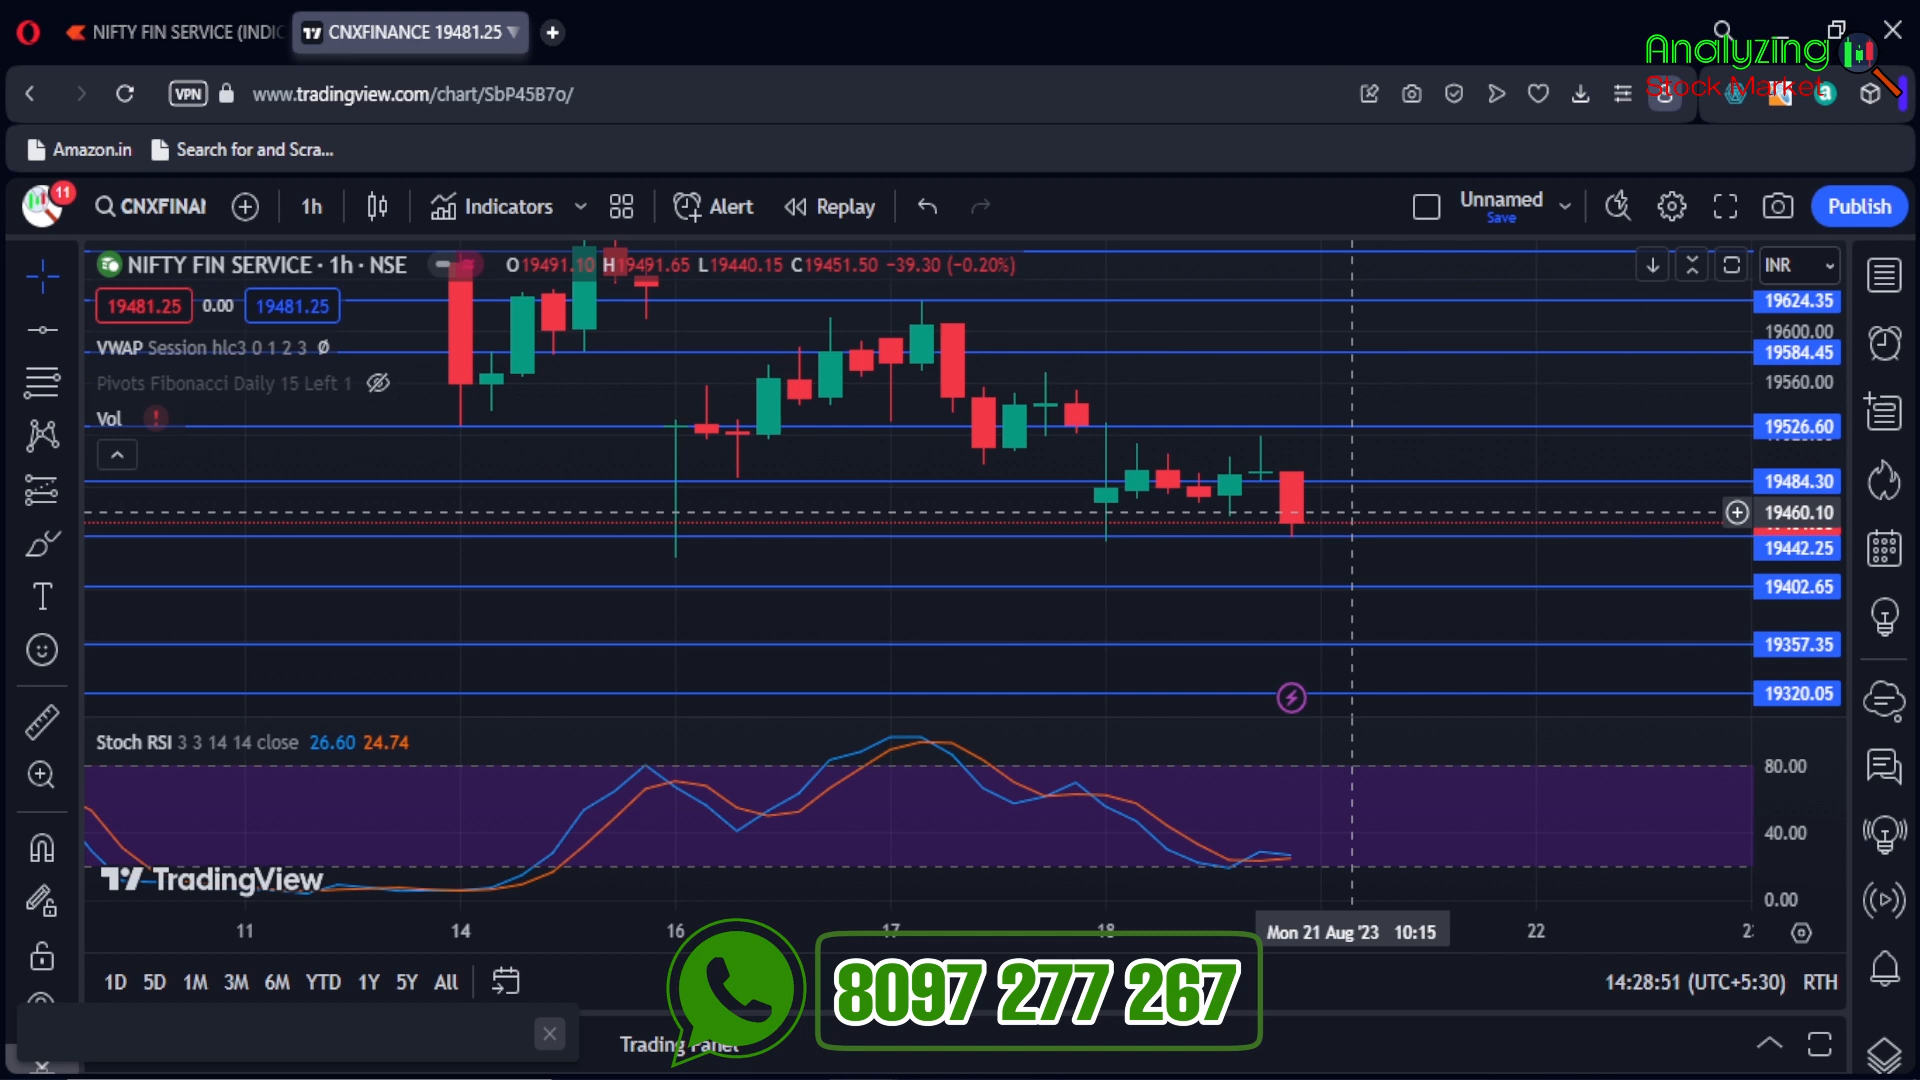 NIFTY FIN SERVICE (INDIC
CNXFINANCE 19481.25
Analyzing
Stock Market
VPN
www.tradingview.com/chart/SbP45B7o/
Amazon.in
Search for and Scra...
11
CNXFINAI
1h
Indicators
Alert
Replay
Unnamed
Save
Publish
NIFTY FIN SERVICE · 1h · NSE
O19491.10 H19491.65 L19440.15 C19451.50 −39.30 (−0.20%)
INR
19481.25 0.00 19481.25
VWAP Session hlc3 0 1 2 3 Ø
Pivots Fibonacci Daily 15 Left 1
Vol
19624.35
19600.00
19584.45
19560.00
19526.60
19484.30
19460.10
19442.25
19402.65
19357.35
19320.05
Stoch RSI 3 3 14 14 close 26.60 24.74
80.00
40.00
0.00
TradingView
11 14 16 17 18 Mon 21 Aug '23 10:15 22
1D 5D 1M 3M 6M YTD 1Y 5Y All
14:28:51 (UTC+5:30) RTH
8097 277 267
Trading Panel